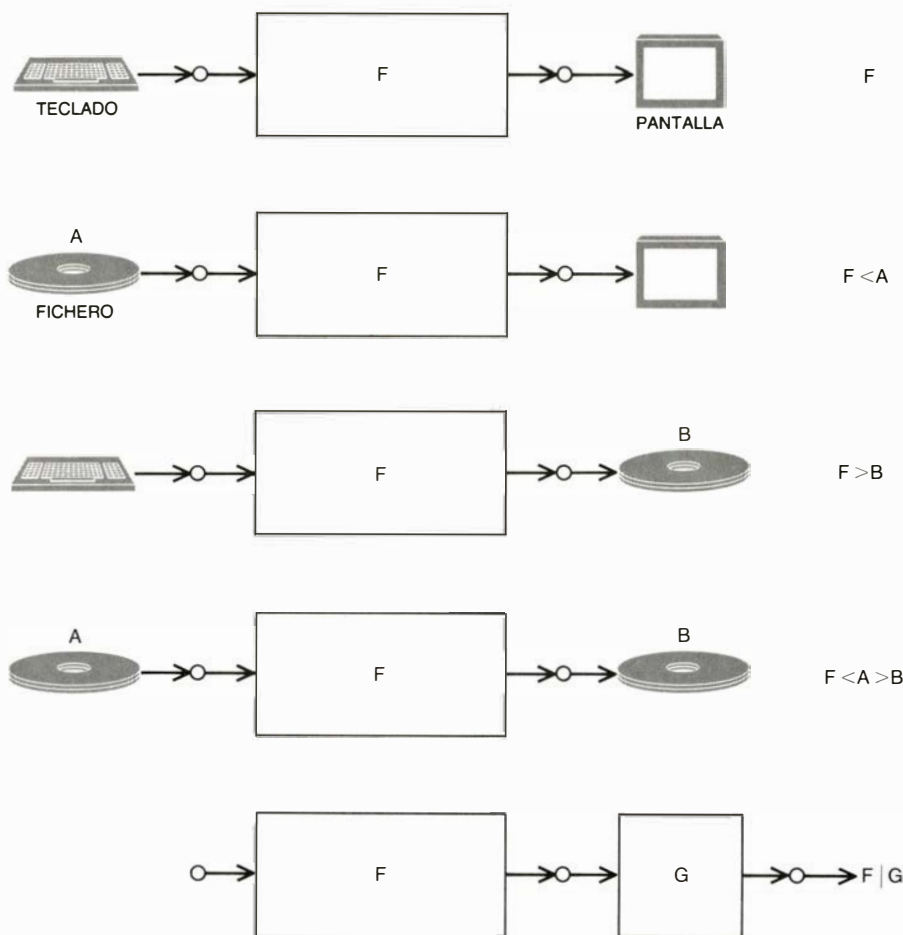 F F
TECLADO PANTALLA
A
F F <A
FICHERO
B
F F >B
A B
F F <A >B
F G F | G